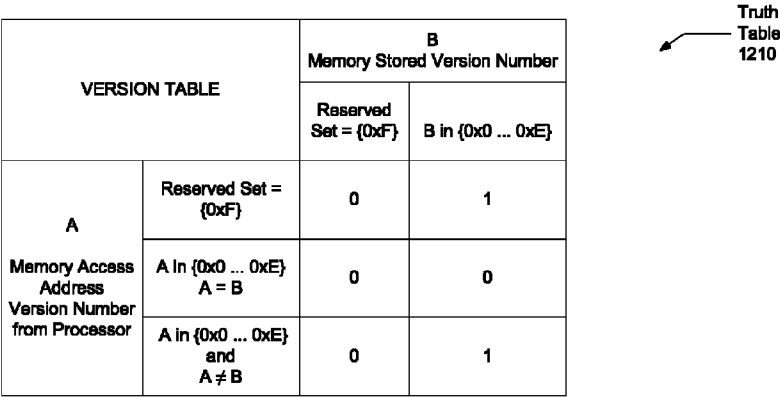 Truth
Table
1210
VERSION TABLE
B
Memory Stored Version Number
Reserved
Set = {0xF}
B in {0x0 ... 0xE}
A
Memory Access
Address
Version Number
from Processor
Reserved Set =
{0xF}
0
1
A in {0x0 ... 0xE}
A = B
0
0
A in {0x0 ... 0xE}
and
A ≠ B
0
1